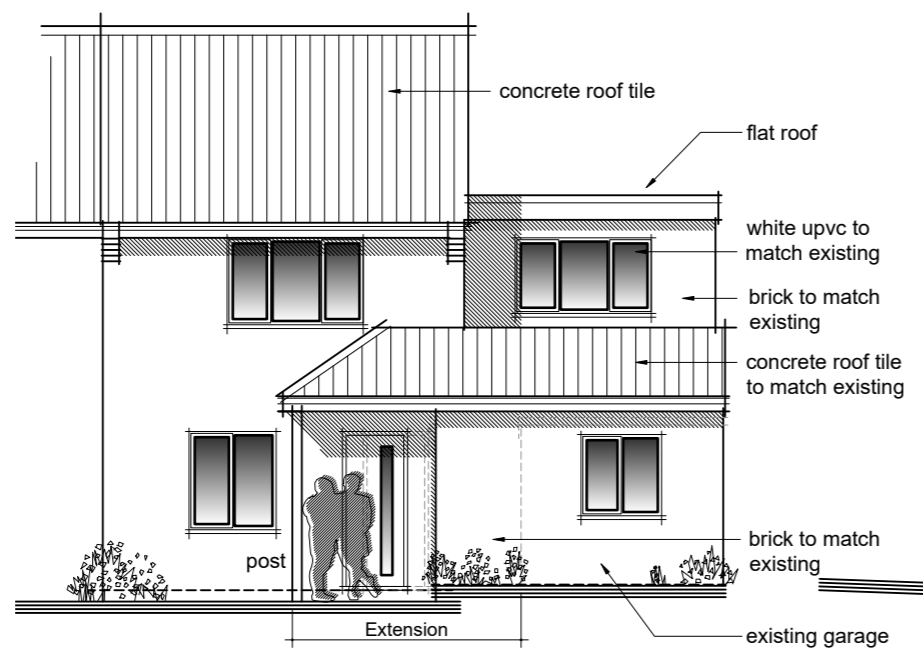 concrete roof tile
flat roof
white upvc to
match existing
brick to match
existing
concrete roof tile
to match existing
brick to match
existing
post
Extension
existing garage